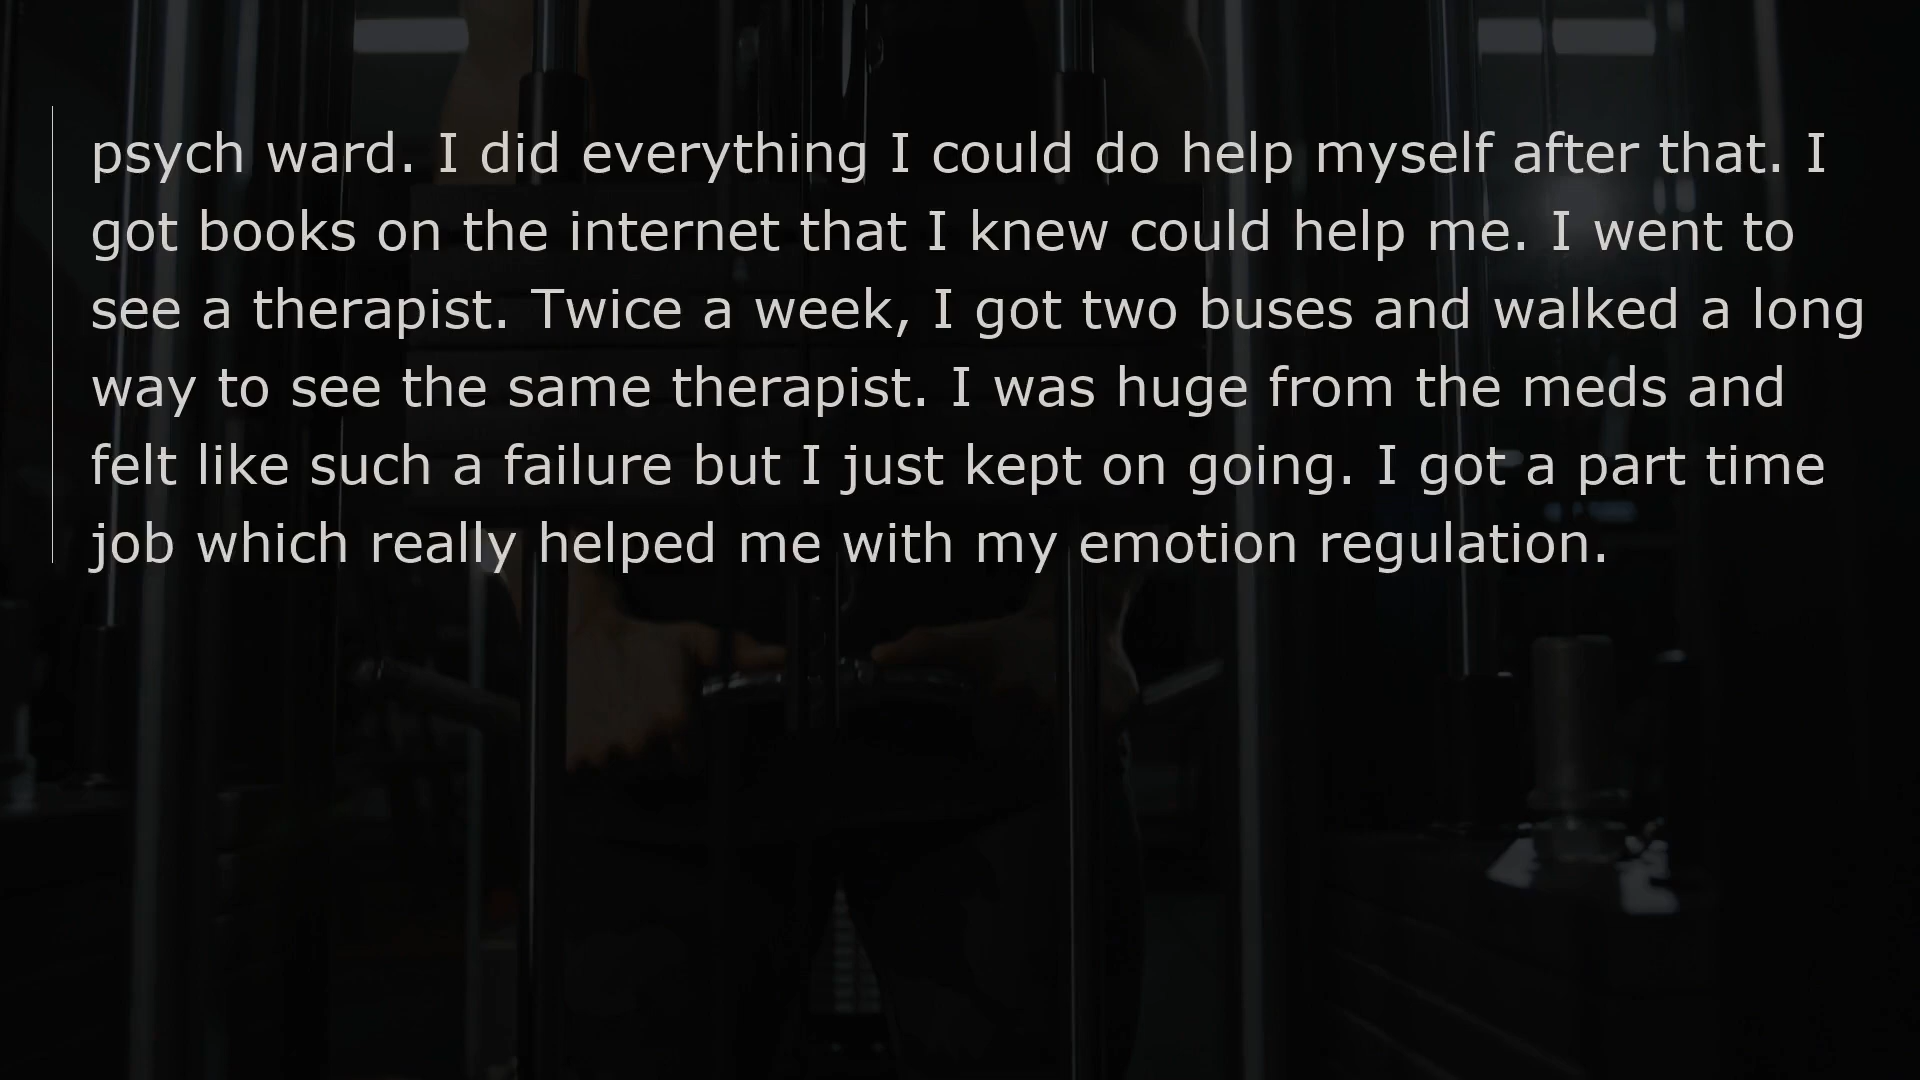 psych ward. I did everything I could do help myself after that. I
got books on the internet that I knew could help me. I went to
see a therapist. Twice a week, I got two buses and walked a long
way to see the same therapist. I was huge from the meds and
felt like such a failure but I just kept on going. I got a part time
job which really helped me with my emotion regulation.